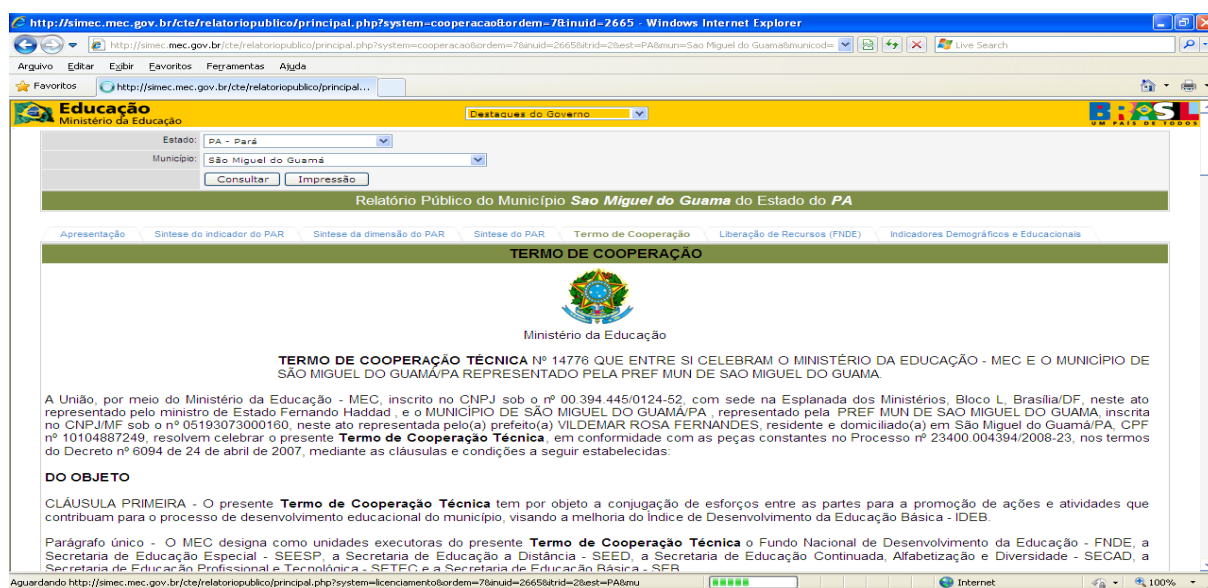 http://simec.mec.gov.br/cte/relatoriopublico/principal.php?system=cooperacao&ordem=7&inuid=2665 - Windows Internet Explorer
http://simec.mec.gov.br/cte/relatoriopublico/principal.php?system=cooperacao&ordem=7&inuid=2665&itrid=2&est=PA&mun=Sao Miguel do Guama&municod=
Live Search
Arquivo Editar Exibir Favoritos Ferramentas Ajuda
Favoritos http://simec.mec.gov.br/cte/relatoriopublico/principal...
Educação
Ministério da Educação
Destaques do Governo
BRASIL
UM PAÍS DE TODOS
Estado: PA - Pará
Município: São Miguel do Guamá
Consultar Impressão
Relatório Público do Município Sao Miguel do Guama do Estado do PA
Apresentação Síntese do indicador do PAR Síntese da dimensão do PAR Síntese do PAR Termo de Cooperação Liberação de Recursos (FNDE) Indicadores Demográficos e Educacionais
TERMO DE COOPERAÇÃO
Ministério da Educação
TERMO DE COOPERAÇÃO TÉCNICA Nº 14776 QUE ENTRE SI CELEBRAM O MINISTÉRIO DA EDUCAÇÃO - MEC E O MUNICÍPIO DE
SÃO MIGUEL DO GUAMÁ/PA REPRESENTADO PELA PREF MUN DE SAO MIGUEL DO GUAMA.
A União, por meio do Ministério da Educação - MEC, inscrito no CNPJ sob o nº 00.394.445/0124-52, com sede na Esplanada dos Ministérios, Bloco L, Brasília/DF, neste ato
representado pelo ministro de Estado Fernando Haddad , e o MUNICÍPIO DE SÃO MIGUEL DO GUAMÁ/PA , representado pela PREF MUN DE SAO MIGUEL DO GUAMA, inscrita
no CNPJ/MF sob o nº 05193073000160, neste ato representada pelo(a) prefeito(a) VILDEMAR ROSA FERNANDES, residente e domiciliado(a) em São Miguel do Guamá/PA, CPF
nº 10104887249, resolvem celebrar o presente Termo de Cooperação Técnica, em conformidade com as peças constantes no Processo nº 23400.004394/2008-23, nos termos
do Decreto nº 6094 de 24 de abril de 2007, mediante as cláusulas e condições a seguir estabelecidas:
DO OBJETO
CLÁUSULA PRIMEIRA - O presente Termo de Cooperação Técnica tem por objeto a conjugação de esforços entre as partes para a promoção de ações e atividades que
contribuam para o processo de desenvolvimento educacional do município, visando a melhoria do Índice de Desenvolvimento da Educação Básica - IDEB.
Parágrafo único - O MEC designa como unidades executoras do presente Termo de Cooperação Técnica o Fundo Nacional de Desenvolvimento da Educação - FNDE, a
Secretaria de Educação Especial - SEESP, a Secretaria de Educação a Distância - SEED, a Secretaria de Educação Continuada, Alfabetização e Diversidade - SECAD, a
Secretaria de Educação Profissional e Tecnológica - SETEC e a Secretaria de Educação Básica - SEB
Aguardando http://simec.mec.gov.br/cte/relatoriopublico/principal.php?system=licenciamento&ordem=7&inuid=2665&itrid=2&est=PA&mu
Internet 100%